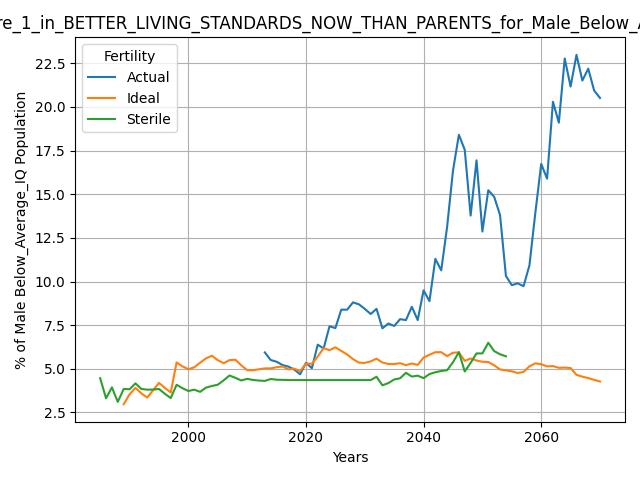 re_1_in_BETTER_LIVING_STANDARDS_NOW_THAN_PARENTS_for_Male_Below_A
Fertility
Actual
Ideal
Sterile
% of Male Below_Average_IQ Population
22.5
20.0
17.5
15.0
12.5
10.0
7.5
5.0
2.5
2000
2020
2040
2060
Years